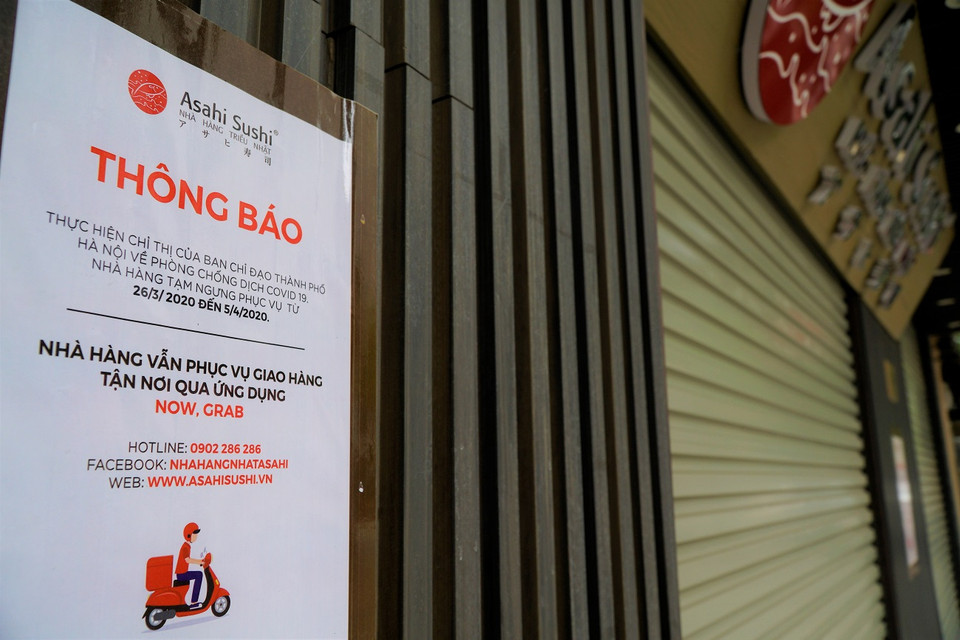 Asahi Sushi®
NHÀ HÀNG TRIỀU NHẬT
アサヒ寿司
THÔNG BÁO
THỰC HIỆN CHỈ THỊ CỦA BAN CHỈ ĐẠO THÀNH PHỐ
HÀ NỘI VỀ PHÒNG CHỐNG DỊCH COVID 19.
NHÀ HÀNG TẠM NGƯNG PHỤC VỤ TỪ
26/3/ 2020 ĐẾN 5/4/2020.
NHÀ HÀNG VẪN PHỤC VỤ GIAO HÀNG
TẬN NƠI QUA ỨNG DỤNG
NOW, GRAB
HOTLINE: 0902 286 286
FACEBOOK: NHAHANGNHATASAHI
WEB: WWW.ASAHISUSHI.VN